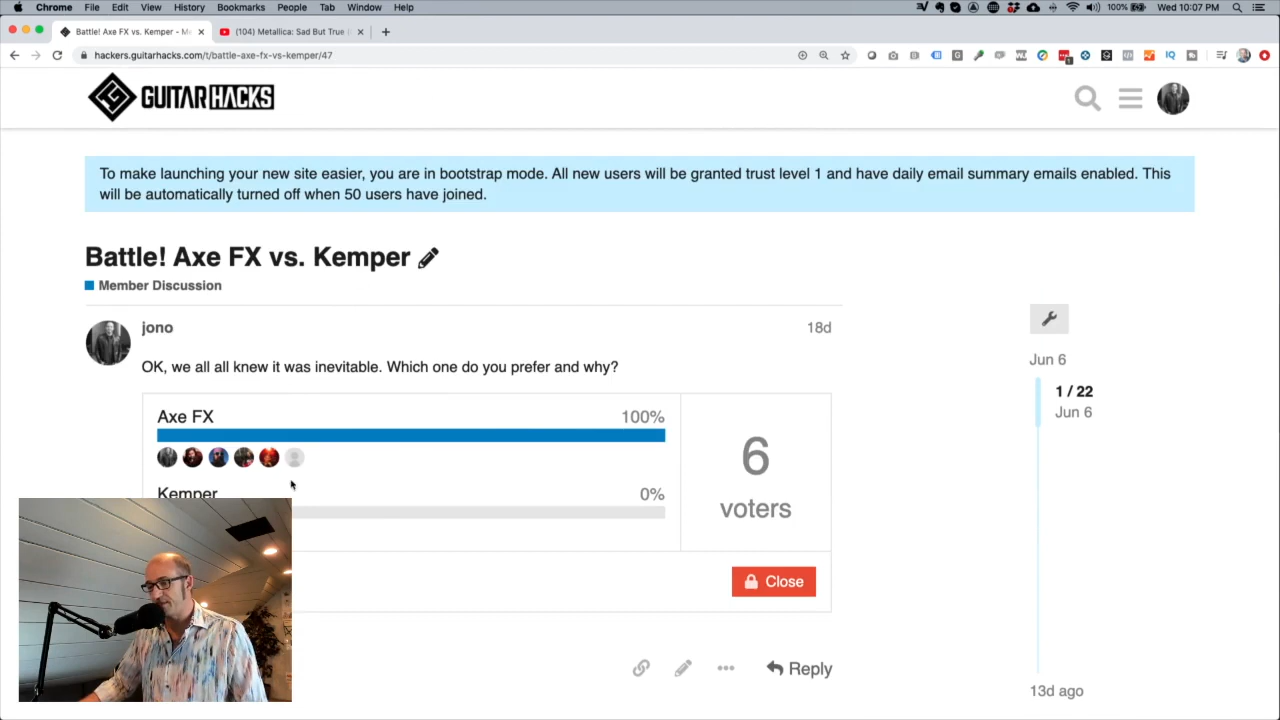 Chrome File Edit View History Bookmarks People Tab Window Help
100% Wed 10:07 PM
Battle! Axe FX vs. Kemper - M
(104) Metallica: Sad But True
hackers.guitarhacks.com/t/battle-axe-fx-vs-kemper/47
GUITARHACKS
To make launching your new site easier, you are in bootstrap mode. All new users will be granted trust level 1 and have daily email summary emails enabled. This
will be automatically turned off when 50 users have joined.
Battle! Axe FX vs. Kemper
Member Discussion
jono 18d
OK, we all all knew it was inevitable. Which one do you prefer and why?
Axe FX 100%
Kemper 0%
6
voters
Close
Reply
Jun 6
1 / 22
Jun 6
13d ago